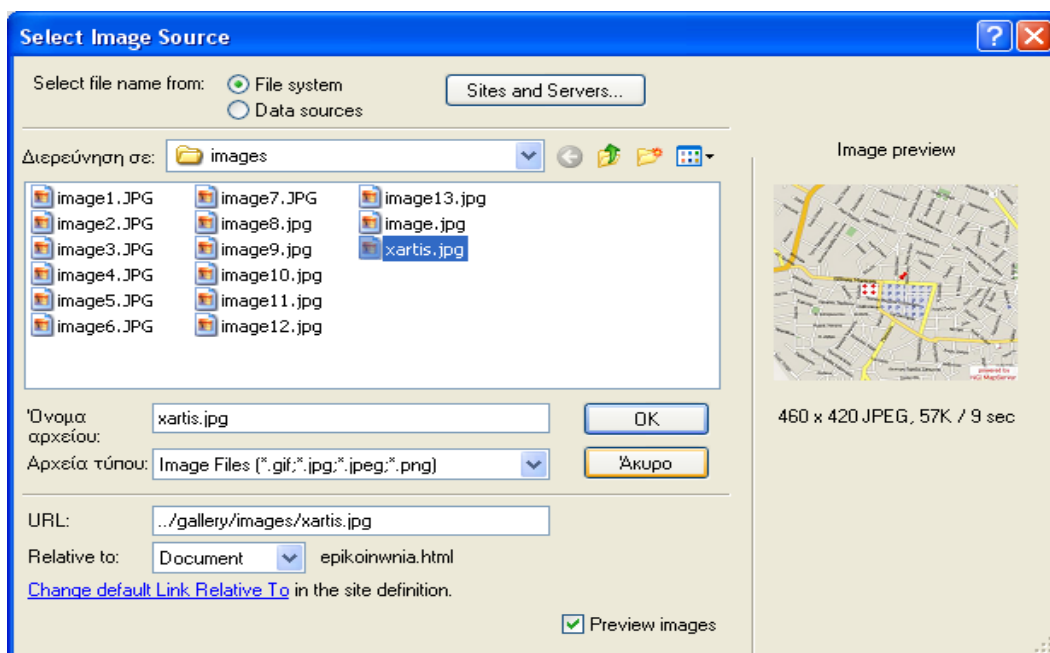 Select Image Source
Select file name from: File system Sites and Servers...
Data sources
Διερεύνηση σε: images
Image preview
image1.JPG image7.JPG image13.jpg
image2.JPG image8.jpg image.jpg
image3.JPG image9.jpg xartis.jpg
image4.JPG image10.jpg
image5.JPG image11.jpg
image6.JPG image12.jpg
Όνομα αρχείου: xartis.jpg OK
460 x 420 JPEG, 57K / 9 sec
Αρχεία τύπου: Image Files (*.gif;*.jpg;*.jpeg;*.png) Άκυρο
URL: ../gallery/images/xartis.jpg
Relative to: Document epikoinwnia.html
Change default Link Relative To in the site definition.
Preview images